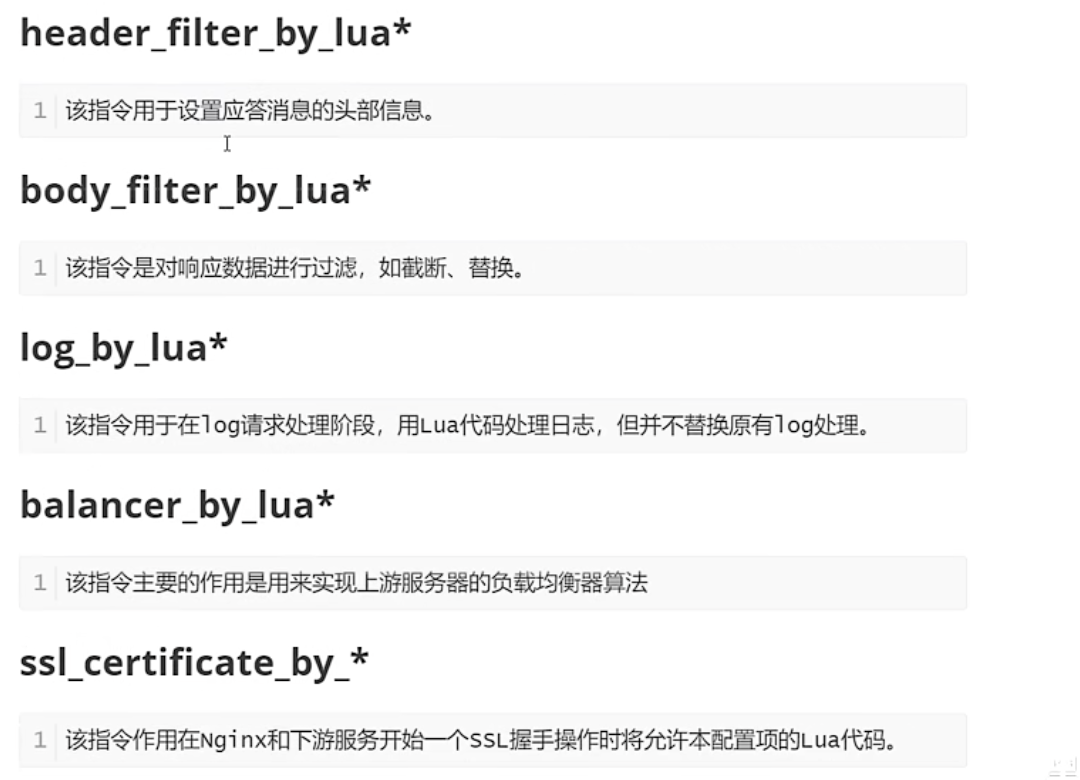 header_filter_by_lua*
1 该指令用于设置应答消息的头部信息。
body_filter_by_lua*
1 该指令是对响应数据进行过滤，如截断、替换。
log_by_lua*
1 该指令用于在log请求处理阶段，用Lua代码处理日志，但并不替换原有log处理。
balancer_by_lua*
1 该指令主要的作用是用来实现上游服务器的负载均衡器算法
ssl_certificate_by_*
1 该指令作用在Nginx和下游服务开始一个SSL握手操作时将允许本配置项的Lua代码。